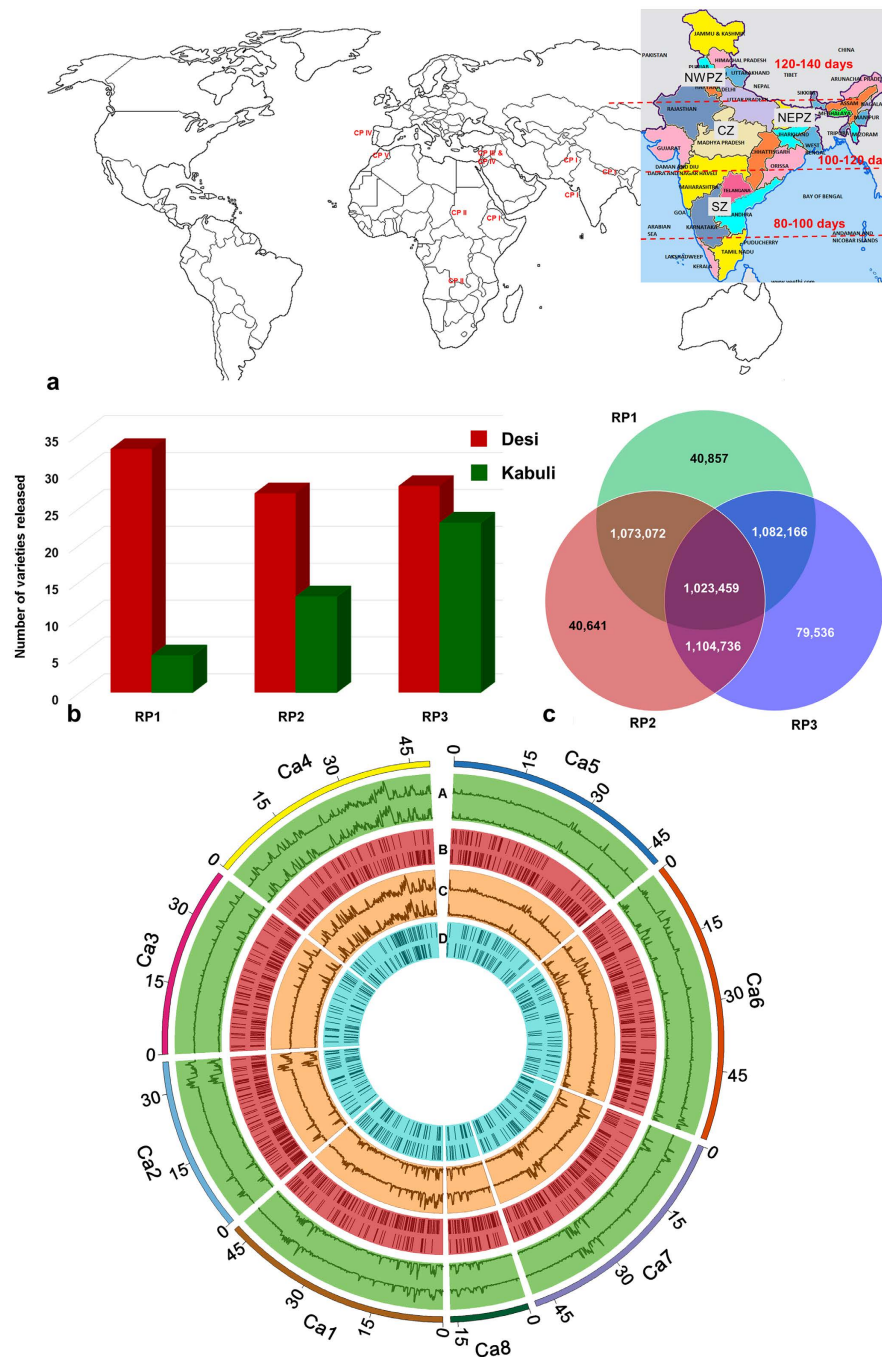 JAMMU & KASHMIR
120-140 days
CHINA
PAKISTAN
HIMACHAL PRADESH
NWPZ
UTTARAKHAND
TIBET
ARUNACHAL PRADE
DELHI
NEPAL
SIKKIM
UTTAR PRADESH
ASSAM
NAGALA
RAJASTHAN
NEPZ
MEGHALAYA
MANIPUR
CZ
JHARKHAND
TRIPURA
MIZORAM
GUJARAT
MADHYA PRADESH
WEST
BENGAL
CHHATTISGARH
ORISSA
100-120 da
DAMAN AND DIU
DADRA AND NAGAR HAVELI
MAHARASHTRA
TELANGANA
BAY OF BENGAL
SZ
GOA
ANDHRA
80-100 days
ARABIAN
SEA
KARNATAKA
ANDAMAN AND
NICOBAR ISLANDS
PUDUCHERRY
TAMIL NADU
LAKSHADWEEP
KERALA
CP IV
CP V
CP III &
CP IV
CP I
CP I
CP I
CP II
CP I
CP II
a
35
30
25
20
15
10
5
0
Number of varieties released
Desi
Kabuli
RP1
RP2
RP3
b
RP1
40,857
1,073,072
1,082,166
1,023,459
40,641
1,104,736
79,536
RP2
RP3
c
Ca4
0
15
30
45
Ca5
0
15
30
45
Ca6
0
15
30
45
Ca7
0
15
30
45
Ca8
0
15
Ca1
0
15
30
45
Ca2
0
15
30
Ca3
0
15
30
A
B
C
D